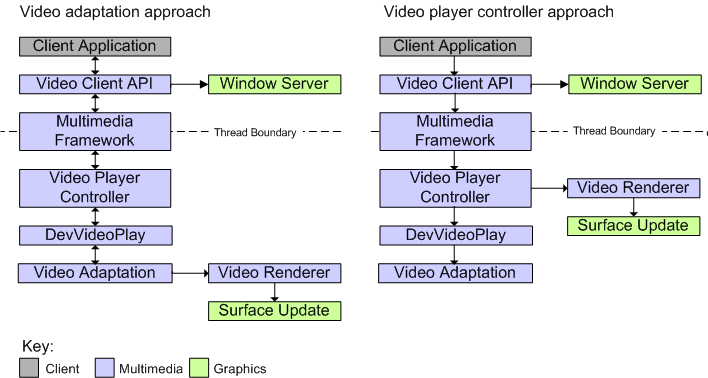 Video adaptation approach
Client Application
Video Client API
Window Server
Multimedia
Framework
Thread Boundary
Video Player
Controller
DevVideoPlay
Video Adaptation
Video Renderer
Surface Update
Video player controller approach
Client Application
Video Client API
Window Server
Multimedia
Framework
Thread Boundary
Video Player
Controller
Video Renderer
Surface Update
DevVideoPlay
Video Adaptation
Key:
Client
Multimedia
Graphics